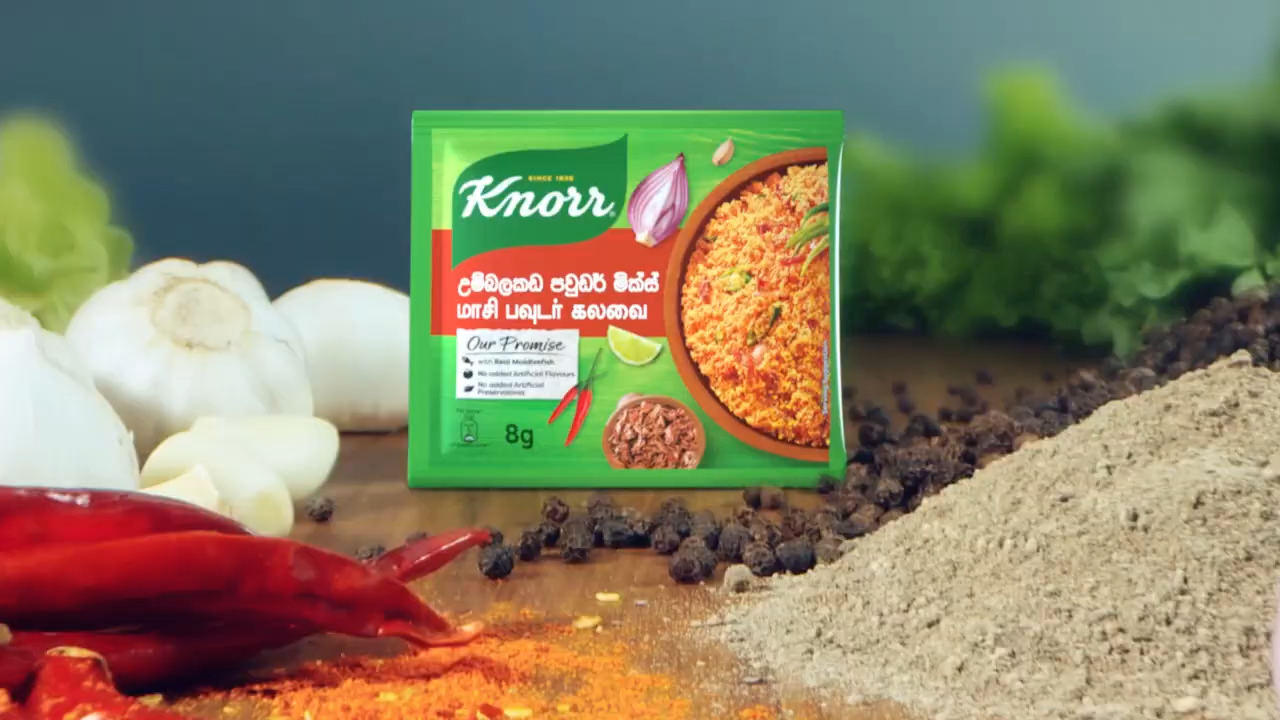 SINCE 1838
Knorr
උම්බලකඩ පවුඩර් මික්ස්
மாசி பவுடர் கலவை
Our Promise
with Real Maldivefish
No added Artificial Flavours
No added Artificial
Preservatives
8g